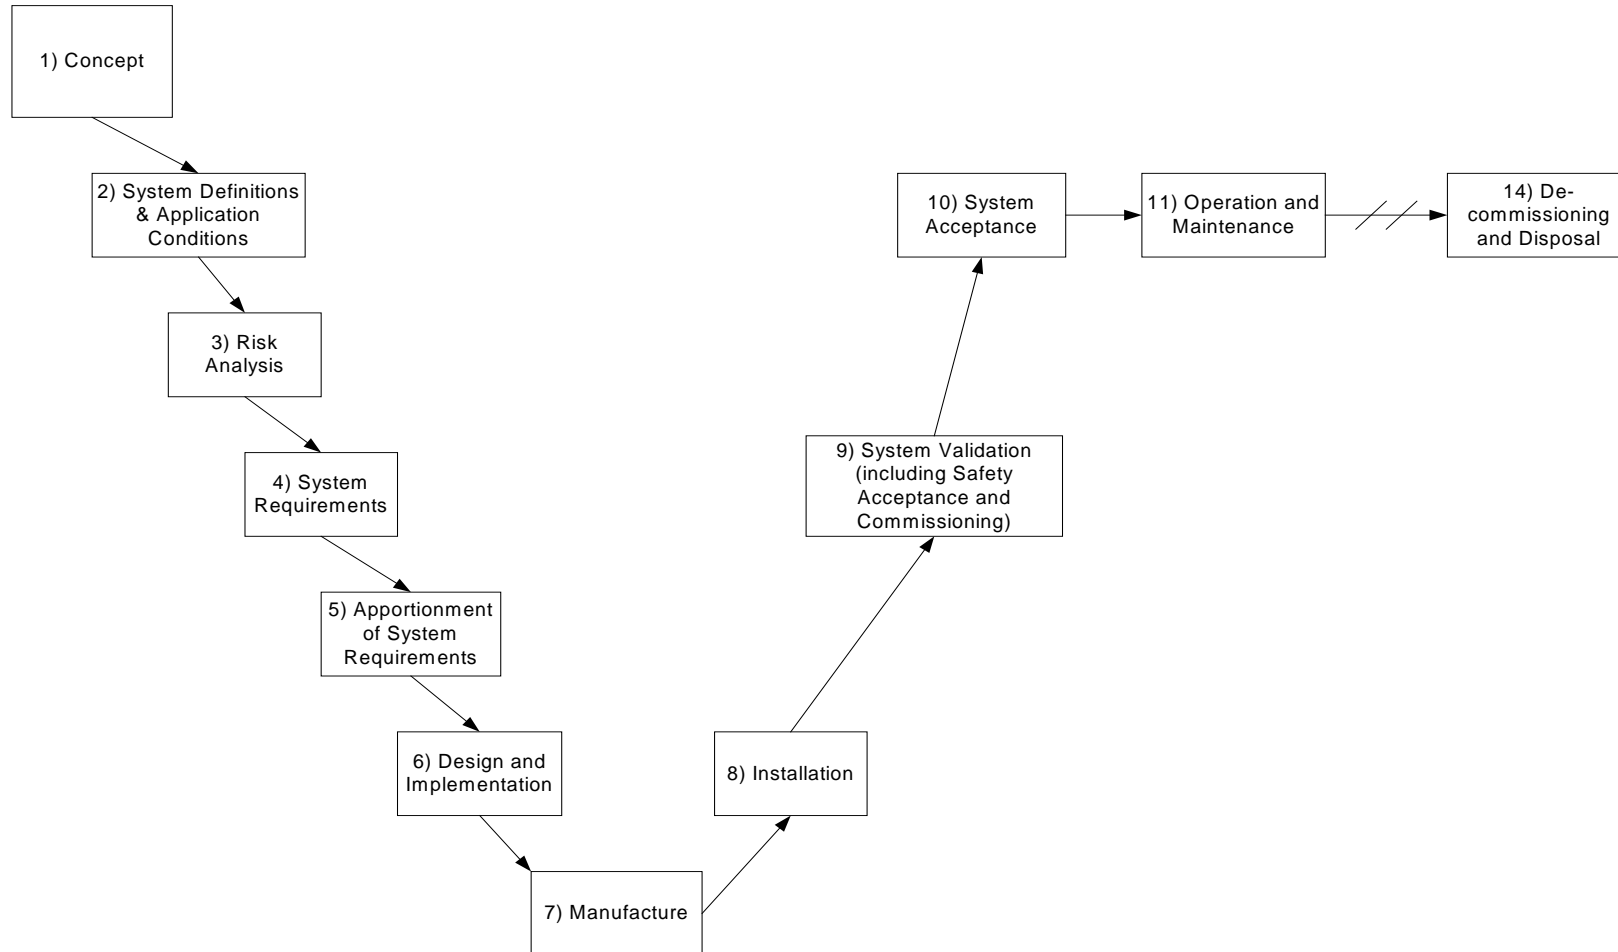 1) Concept
2) System Definitions
& Application
Conditions
3) Risk
Analysis
4) System
Requirements
5) Apportionment
of System
Requirements
6) Design and
Implementation
7) Manufacture
8) Installation
9) System Validation
(including Safety
Acceptance and
Commissioning)
10) System
Acceptance
11) Operation and
Maintenance
14) De-
commissioning
and Disposal